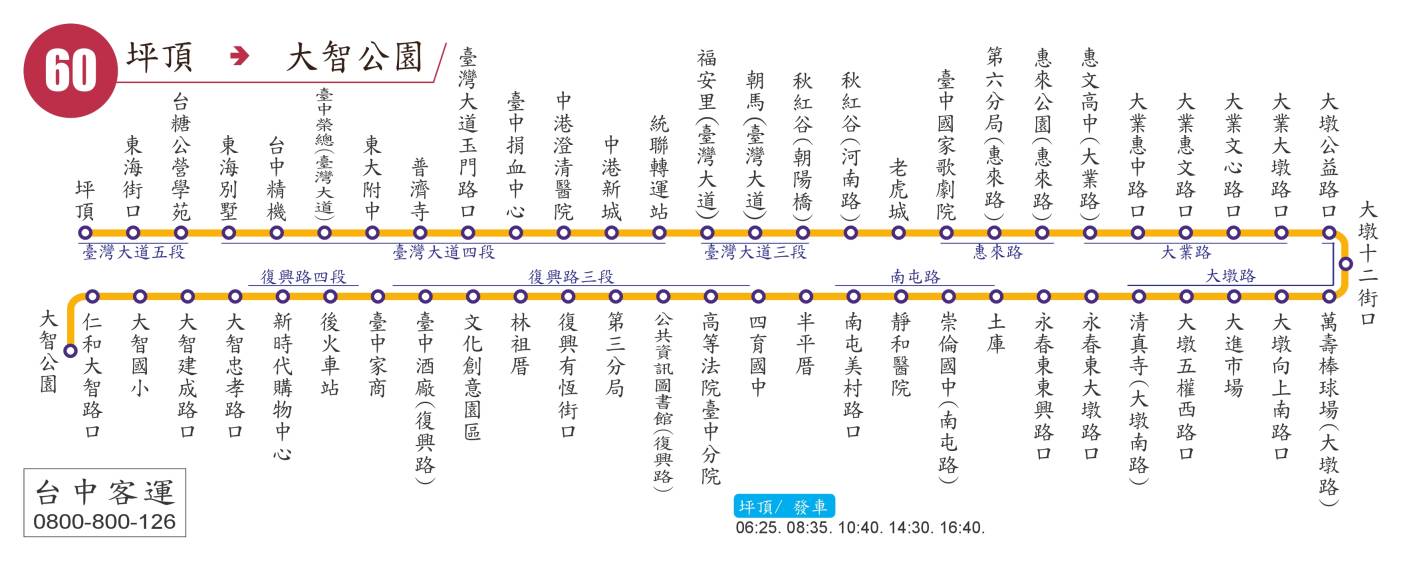 60
坪頂 ➔ 大智公園
坪頂
東海街口
台糖公營學苑
東海別墅
台中精機
臺中榮總(臺灣大道)
東大附中
普濟寺
臺灣大道玉門路口
臺中捐血中心
中港澄清醫院
中港新城
統聯轉運站
福安里(臺灣大道)
朝馬(臺灣大道)
秋紅谷(朝陽橋)
秋紅谷(河南路)
老虎城
臺中國家歌劇院
第六分局(惠來路)
惠來公園(惠來路)
惠文高中(大業路)
大業惠中路口
大業惠文路口
大業文心路口
大業大墩路口
大墩公益路口
大墩十二街口
臺灣大道五段
臺灣大道四段
臺灣大道三段
惠來路
大業路
復興路四段
復興路三段
南屯路
大墩路
大智公園
仁和大智路口
大智國小
大智建成路口
大智忠孝路口
新時代購物中心
後火車站
臺中家商
臺中酒廠(復興路)
文化創意園區
林祖厝
復興有恆街口
第三分局
公共資訊圖書館(復興路)
高等法院臺中分院
四育國中
半平厝
南屯美村路口
靜和醫院
崇倫國中(南屯路)
土庫
永春東東興路口
永春東大墩路口
清真寺(大墩南路)
大墩五權西路口
大進市場
大墩向上南路口
萬壽棒球場(大墩路)
台中客運
0800-800-126
坪頂/ 發車
06:25. 08:35. 10:40. 14:30. 16:40.